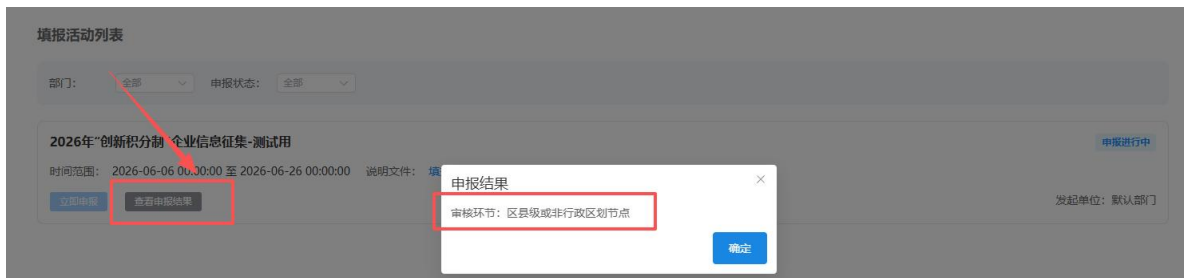 填报活动列表
部门： 全部 申报状态： 全部
2026年“创新积分制”企业信息征集-测试用 申报进行中
时间范围： 2026-06-06 00:00:00 至 2026-06-26 00:00:00 说明文件： 填
立即申报 查看申报结果 发起单位：默认部门
申报结果
审核环节：区县级或非行政区划节点
确定